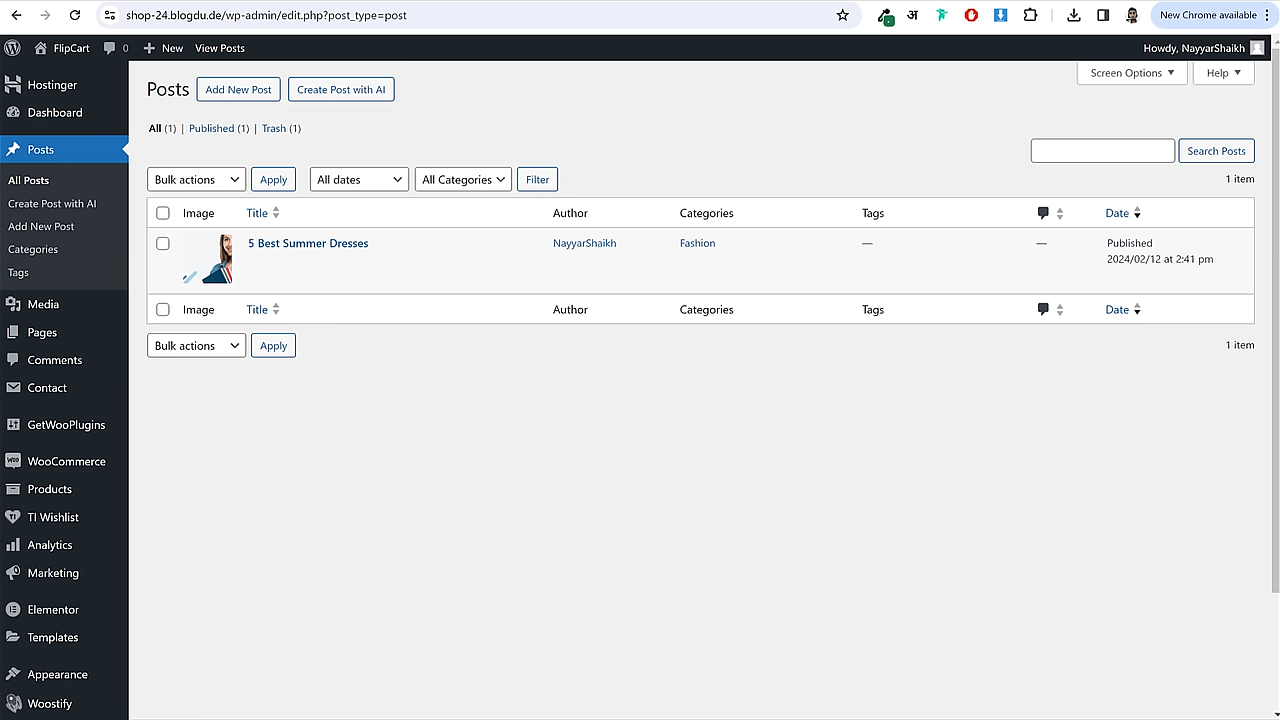 shop-24.blogdu.de/wp-admin/edit.php?post_type=post
अ
New Chrome available
FlipCart
0
New
View Posts
Howdy, NayyarShaikh
Hostinger
Dashboard
Posts
All Posts
Create Post with AI
Add New Post
Categories
Tags
Media
Pages
Comments
Contact
GetWooPlugins
WooCommerce
Products
TI Wishlist
Analytics
Marketing
Elementor
Templates
Appearance
Woostify
Screen Options
Help
Posts
Add New Post
Create Post with AI
All (1) | Published (1) | Trash (1)
Search Posts
Bulk actions
Apply
All dates
All Categories
Filter
1 item
Image
Title
Author
Categories
Tags
Date
5 Best Summer Dresses
NayyarShaikh
Fashion
—
—
Published
2024/02/12 at 2:41 pm
Image
Title
Author
Categories
Tags
Date
Bulk actions
Apply
1 item